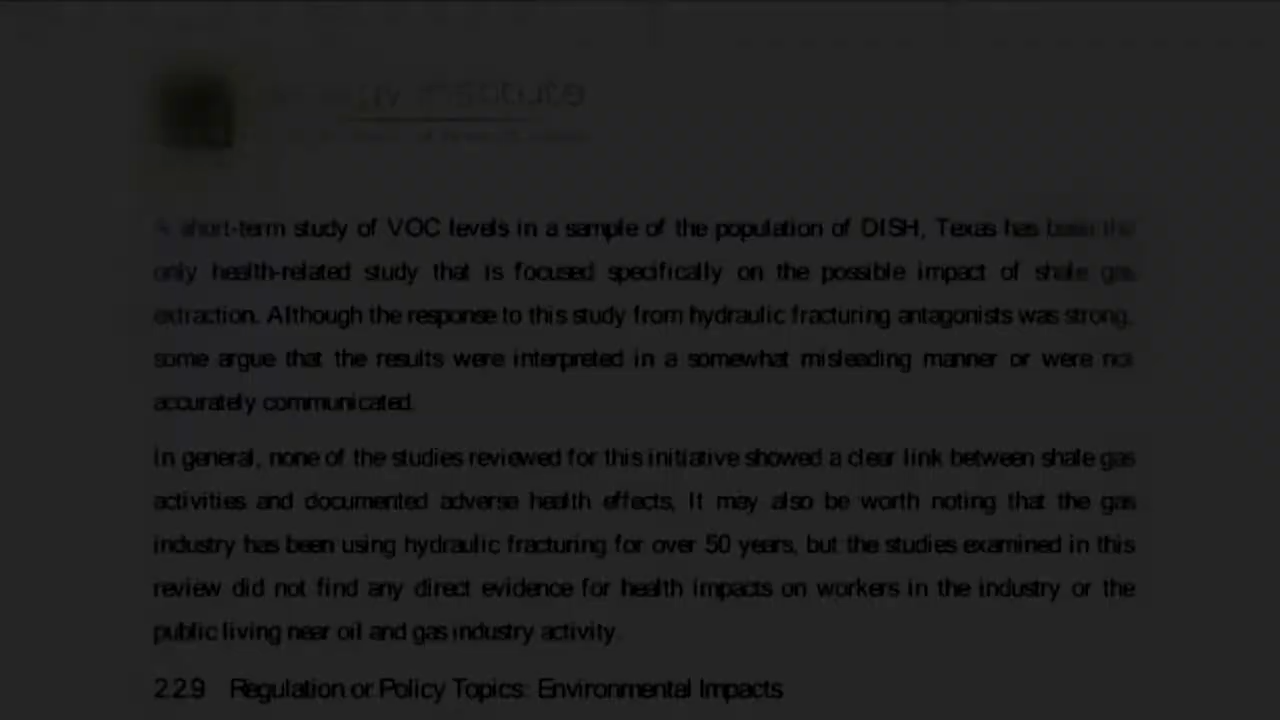 institute
short-term study of VOC levels in a sample of the population of DISH, Texas has been the
only health-related study that is focused specifically on the possible impact of shale gas
extraction. Although the response to this study from hydraulic fracturing antagonists was strong,
some argue that the results were interpreted in a somewhat misleading manner or were not
accurately communicated.
In general, none of the studies reviewed for this initiative showed a clear link between shale gas
activities and documented adverse health effects. It may also be worth noting that the gas
industry has been using hydraulic fracturing for over 50 years, but the studies examined in this
review did not find any direct evidence for health impacts on workers in the industry or the
public living near oil and gas industry activity.
2.2.9 Regulation or Policy Topics: Environmental Impacts